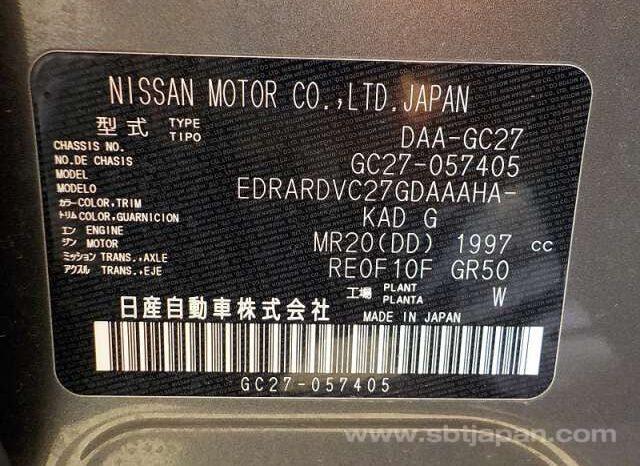 NISSAN MOTOR CO.,LTD.JAPAN
型式 TYPE TIPO DAA-GC27
CHASSIS NO. NO.DE CHASIS GC27-057405
MODEL MODELO EDRARDVC27GDAAAHA-
カラー COLOR,TRIM トリム COLOR,GUARNICION KAD G
エン ENGINE ジン MOTOR MR20(DD) 1997 cc
ミッション TRANS.,AXLE アクスル TRANS.,EJE RE0F10F GR50
工場 PLANT PLANTA W
日産自動車株式会社 MADE IN JAPAN
GC27-057405
www.sbtjapan.com